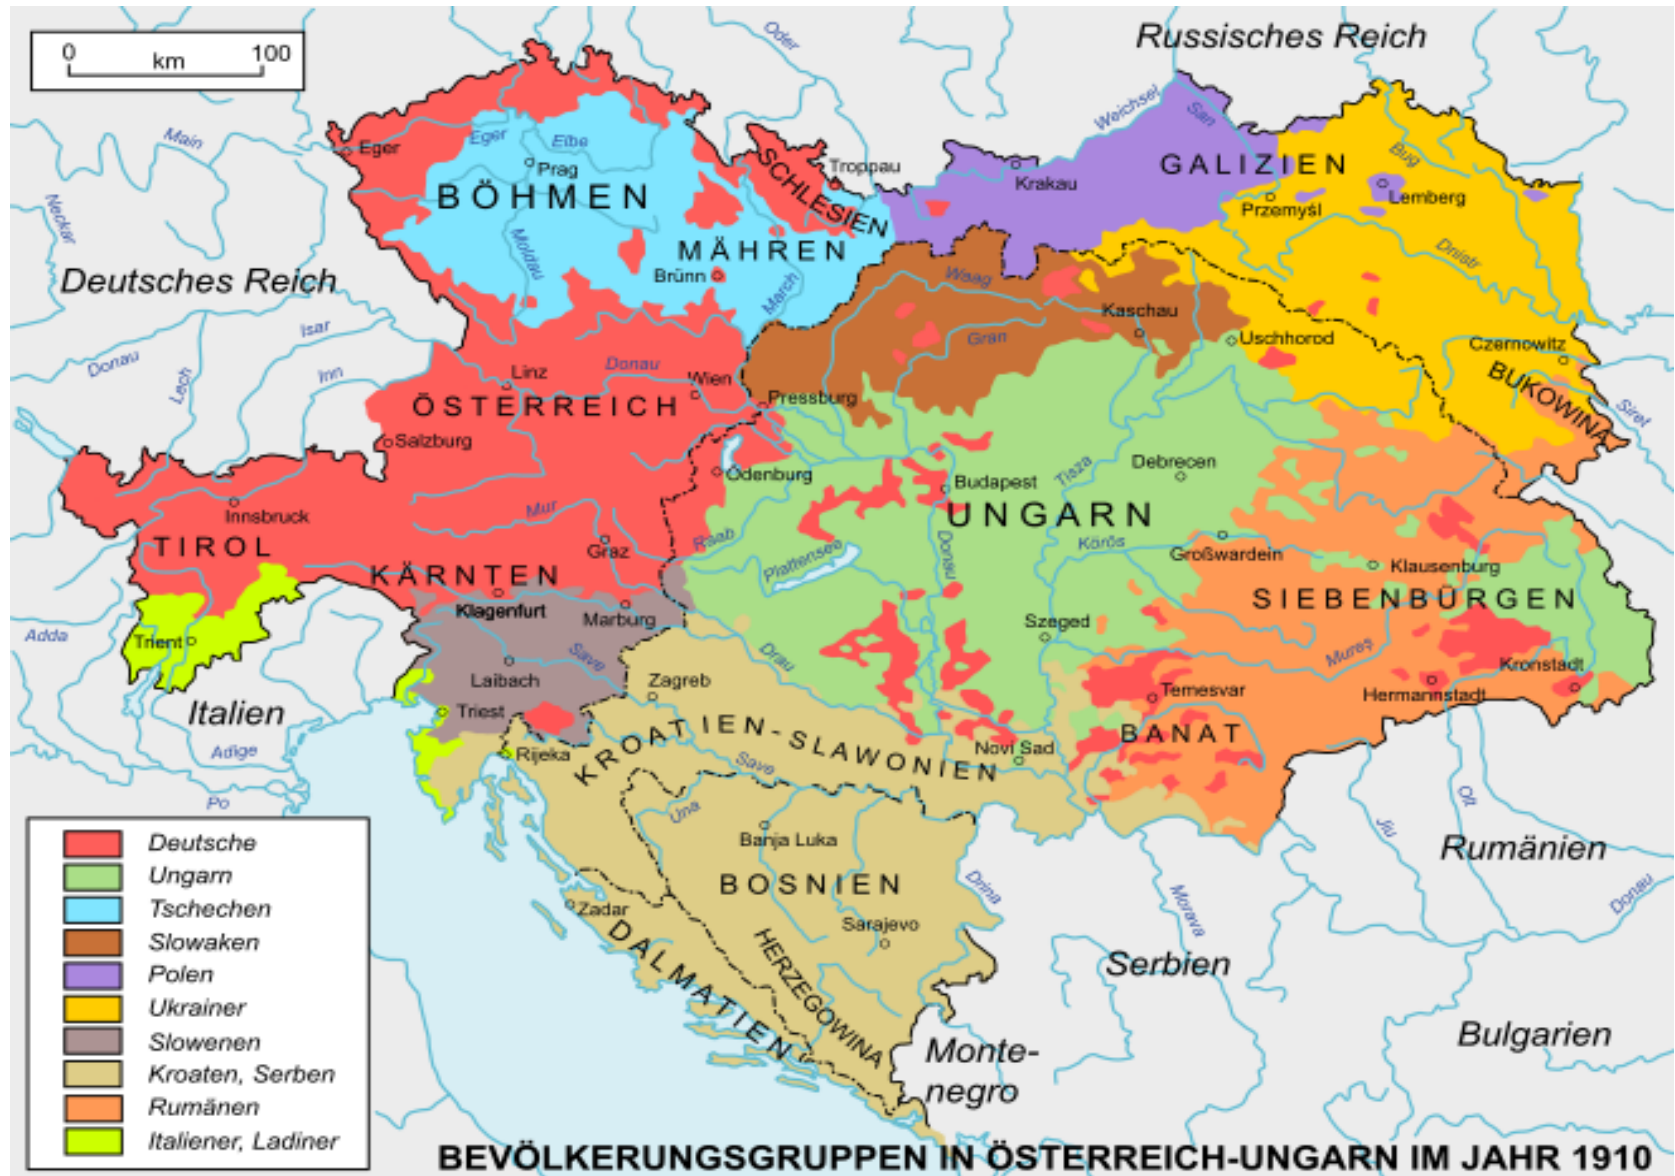 0 100
km
Russisches Reich
Oder
Weichsel
San
Main
Eger
Eger
Elbe
Prag
BÖHMEN
Troppau
SCHLESIEN
Krakau
GALIZIEN
Bug
Przemyśl
Lemberg
Neckar
Moldau
MÄHREN
Brünn
March
Dnistr
Deutsches Reich
Waag
Kaschau
Gran
Uschhorod
Czernowitz
BUKOWINA
Siret
Isar
Inn
Donau
Lech
Linz
Donau
Wien
Pressburg
ÖSTERREICH
Salzburg
Ödenburg
Budapest
Tisza
Debrecen
UNGARN
Innsbruck
Mur
Graz
Raab
Plattensee
Donau
Körös
Großwardein
Klausenburg
TIROL
KÄRNTEN
Klagenfurt
Marburg
SIEBENBÜRGEN
Trient
Adda
Save
Drau
Szeged
Mureș
Kronstadt
Laibach
Zagreb
Temesvar
Hermannstadt
Italien
Triest
Adige
Rijeka
KROATIEN-SLAWONIEN
Novi Sad
BANAT
Save
Po
Una
Banja Luka
Olt
Jiu
Rumänien
BOSNIEN
Drina
Morava
Donau
Zadar
Sarajevo
DALMATIEN
HERZEGOWINA
Serbien
Bulgarien
Monte-
negro
Deutsche
Ungarn
Tschechen
Slowaken
Polen
Ukrainer
Slowenen
Kroaten, Serben
Rumänen
Italiener, Ladiner
BEVÖLKERUNGSGRUPPEN IN ÖSTERREICH-UNGARN IM JAHR 1910